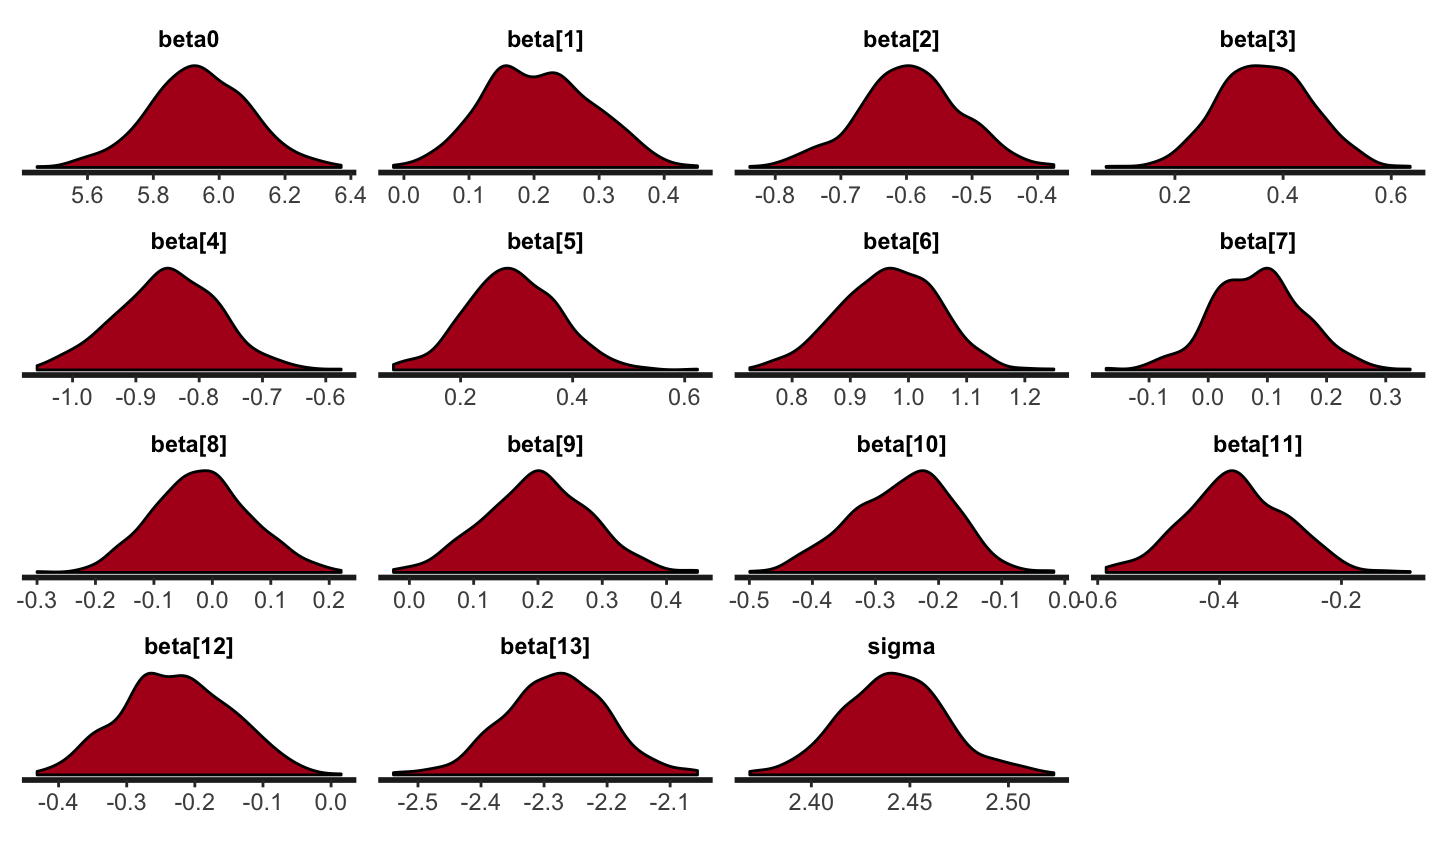 beta0 beta[1] beta[2] beta[3]
5.6 5.8 6.0 6.2 6.4 0.0 0.1 0.2 0.3 0.4 -0.8 -0.7 -0.6 -0.5 -0.4 0.2 0.4 0.6
beta[4] beta[5] beta[6] beta[7]
-1.0 -0.9 -0.8 -0.7 -0.6 0.2 0.4 0.6 0.8 0.9 1.0 1.1 1.2 -0.1 0.0 0.1 0.2 0.3
beta[8] beta[9] beta[10] beta[11]
-0.3 -0.2 -0.1 0.0 0.1 0.2 0.0 0.1 0.2 0.3 0.4 -0.5 -0.4 -0.3 -0.2 -0.1 0.0 -0.6 -0.4 -0.2
beta[12] beta[13] sigma
-0.4 -0.3 -0.2 -0.1 0.0 -2.5 -2.4 -2.3 -2.2 -2.1 2.40 2.45 2.50